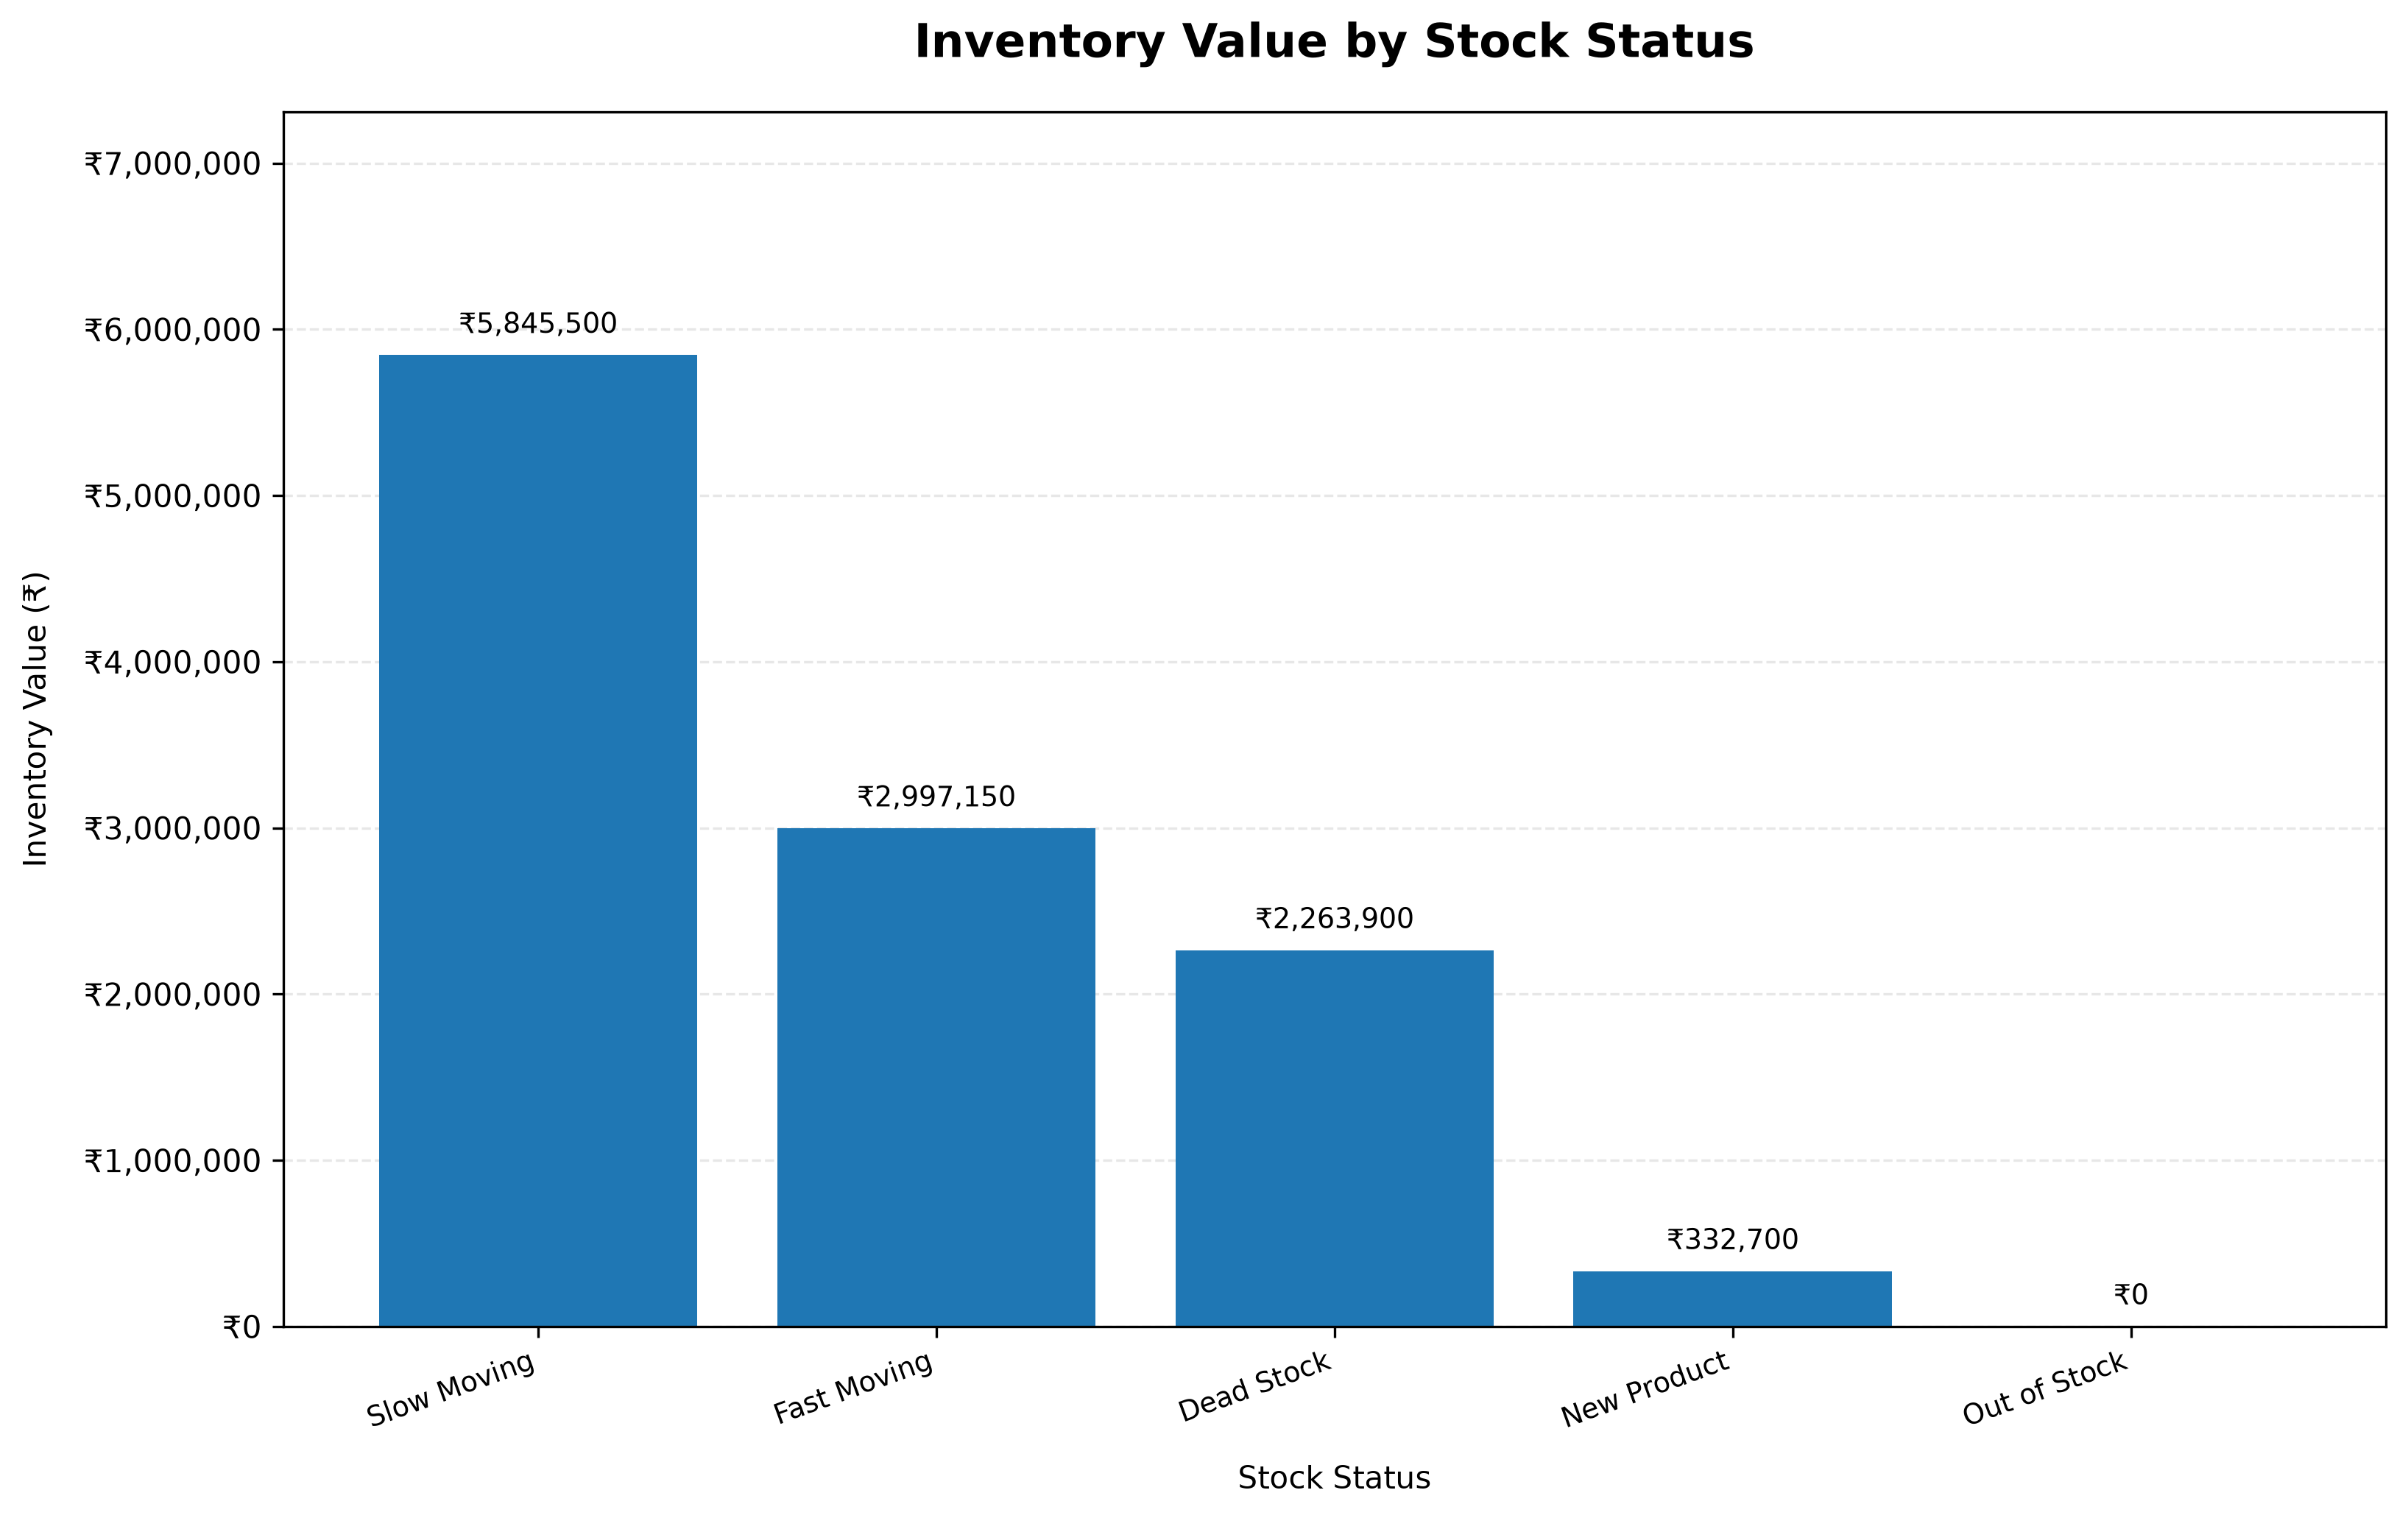 Inventory Value by Stock Status
Inventory Value (₹)
₹7,000,000
₹6,000,000
₹5,000,000
₹4,000,000
₹3,000,000
₹2,000,000
₹1,000,000
₹0
₹5,845,500
₹2,997,150
₹2,263,900
₹332,700
₹0
Slow Moving
Fast Moving
Dead Stock
New Product
Out of Stock
Stock Status